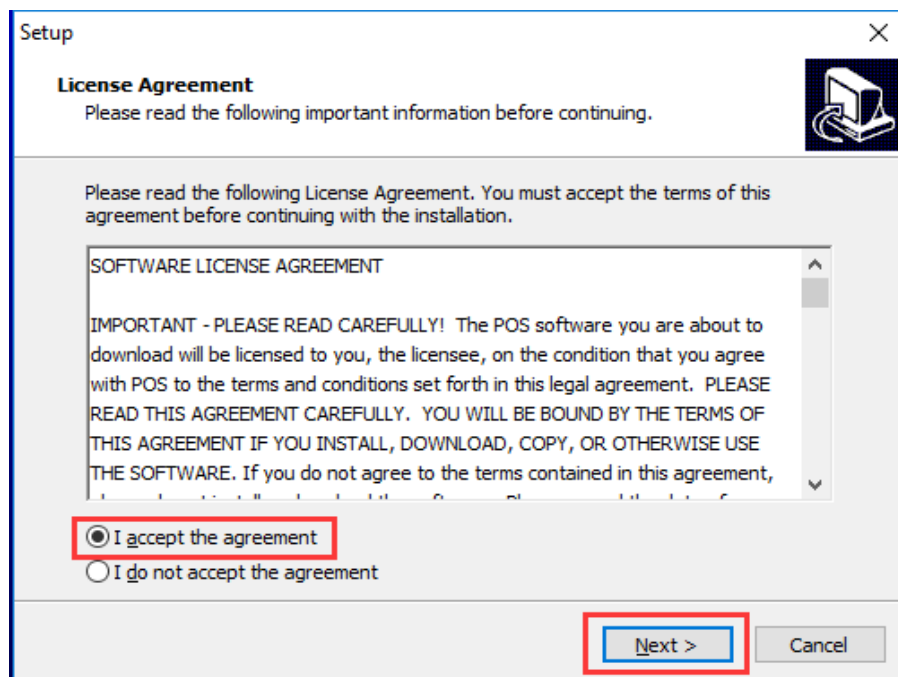 Setup
License Agreement
Please read the following important information before continuing.
Please read the following License Agreement. You must accept the terms of this
agreement before continuing with the installation.
SOFTWARE LICENSE AGREEMENT
IMPORTANT - PLEASE READ CAREFULLY!  The POS software you are about to
download will be licensed to you, the licensee, on the condition that you agree
with POS to the terms and conditions set forth in this legal agreement.  PLEASE
READ THIS AGREEMENT CAREFULLY.  YOU WILL BE BOUND BY THE TERMS OF
THIS AGREEMENT IF YOU INSTALL, DOWNLOAD, COPY, OR OTHERWISE USE
THE SOFTWARE. If you do not agree to the terms contained in this agreement,
I accept the agreement
I do not accept the agreement
Next >
Cancel